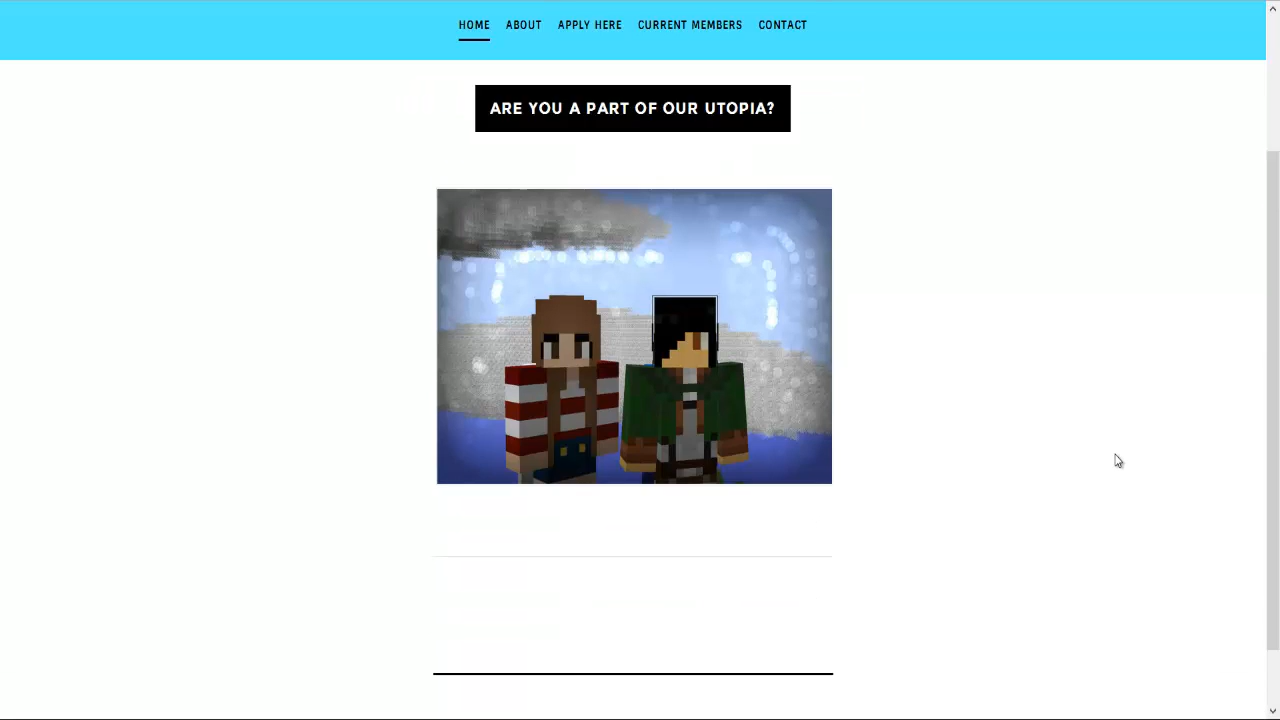 HOME ABOUT APPLY HERE CURRENT MEMBERS CONTACT
ARE YOU A PART OF OUR UTOPIA?